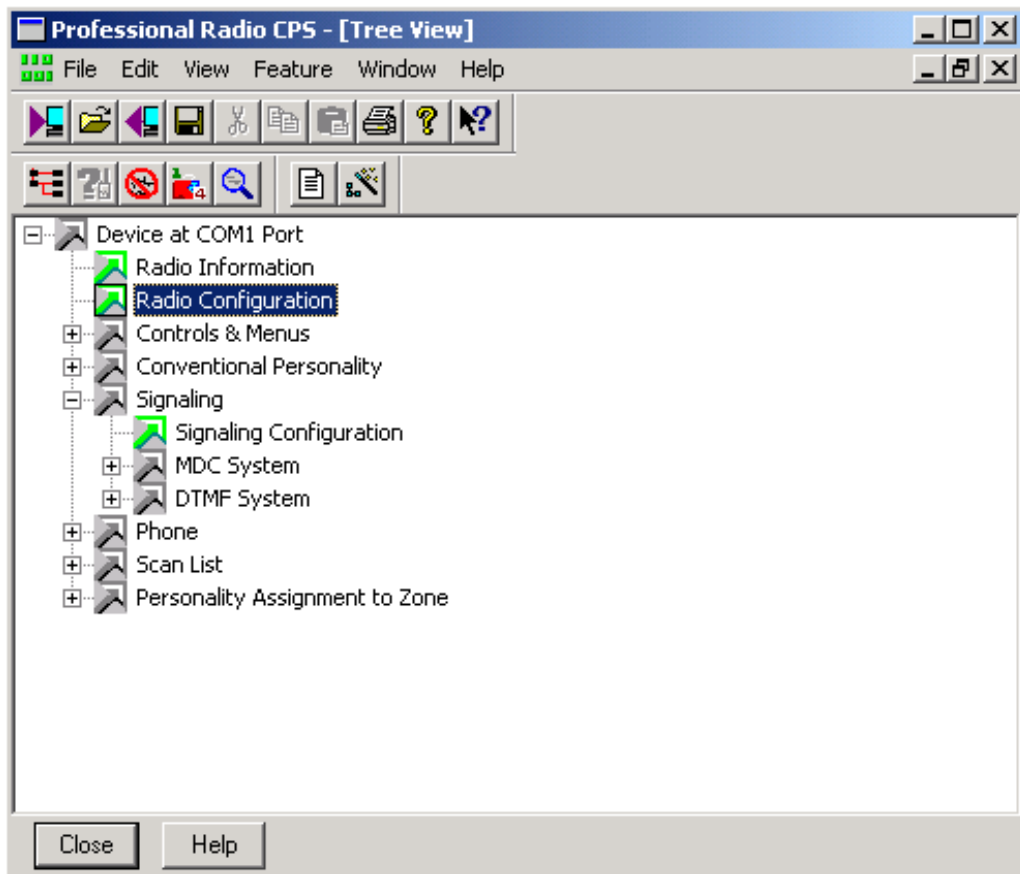 Professional Radio CPS - [Tree View]
File Edit View Feature Window Help
Device at COM1 Port
Radio Information
Radio Configuration
Controls & Menus
Conventional Personality
Signaling
Signaling Configuration
MDC System
DTMF System
Phone
Scan List
Personality Assignment to Zone
Close Help